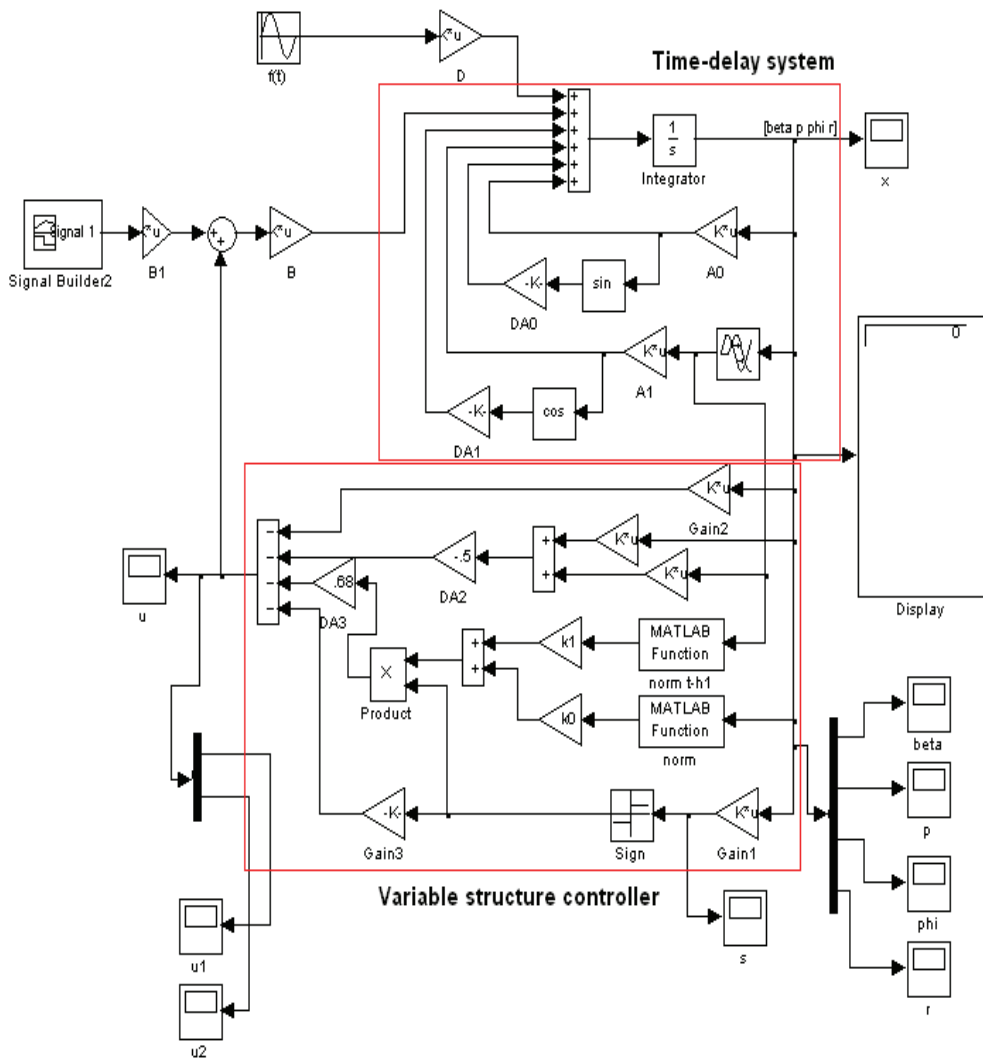 f(t)
<*u
D
Time-delay system
+
+
+
+
+
+
1
s
Integrator
[beta p phi r]
x
Signal 1
Signal Builder2
<*u
B1
+
+
<*u
B
K*u
A0
-K-
DA0
sin
K*u
A1
-K-
DA1
cos
0
Display
K*u
Gain2
−
−
−
−
u
.68
DA3
-.5
DA2
+
+
K*u
K*u
X
Product
+
+
k1
MATLAB
Function
norm t-h1
k0
MATLAB
Function
norm
-K-
Gain3
Sign
K*u
Gain1
Variable structure controller
s
u1
u2
beta
p
phi
r